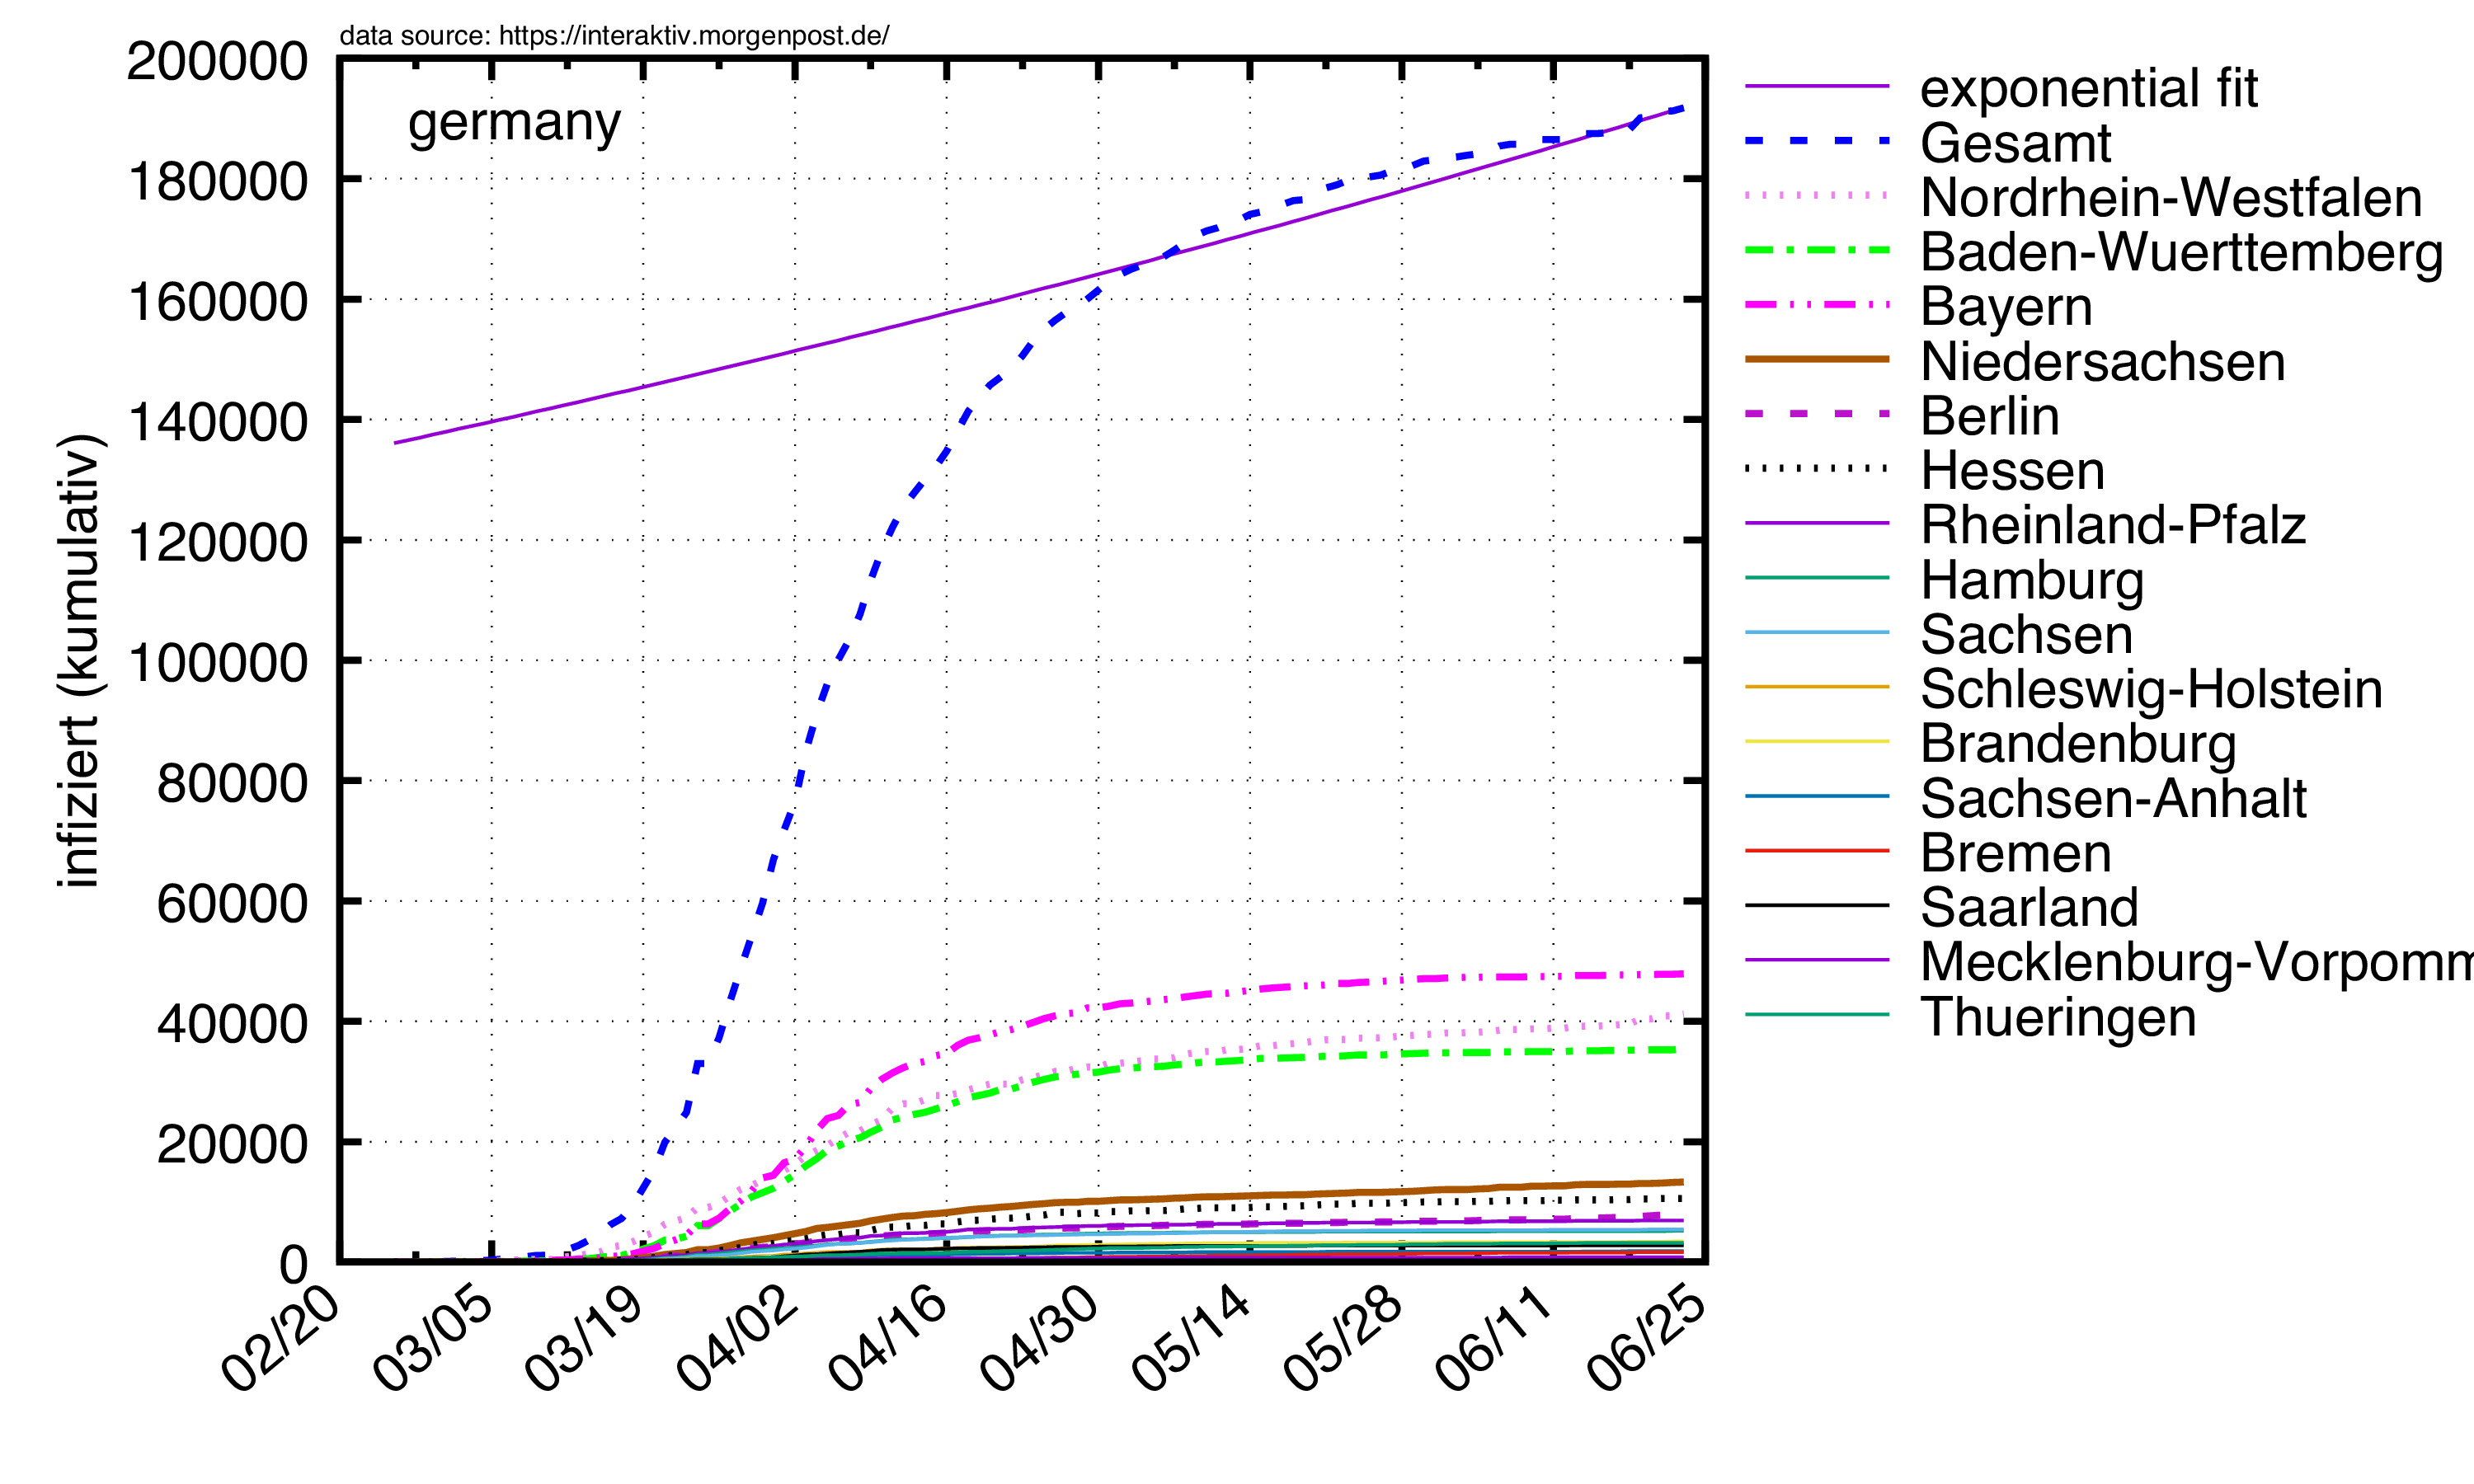 data source: https://interaktiv.morgenpost.de/
germany
infiziert (kumulativ)
200000
180000
160000
140000
120000
100000
80000
60000
40000
20000
0
02/20
03/05
03/19
04/02
04/16
04/30
05/14
05/28
06/11
06/25
exponential fit
Gesamt
Nordrhein-Westfalen
Baden-Wuerttemberg
Bayern
Niedersachsen
Berlin
Hessen
Rheinland-Pfalz
Hamburg
Sachsen
Schleswig-Holstein
Brandenburg
Sachsen-Anhalt
Bremen
Saarland
Mecklenburg-Vorpomm
Thueringen